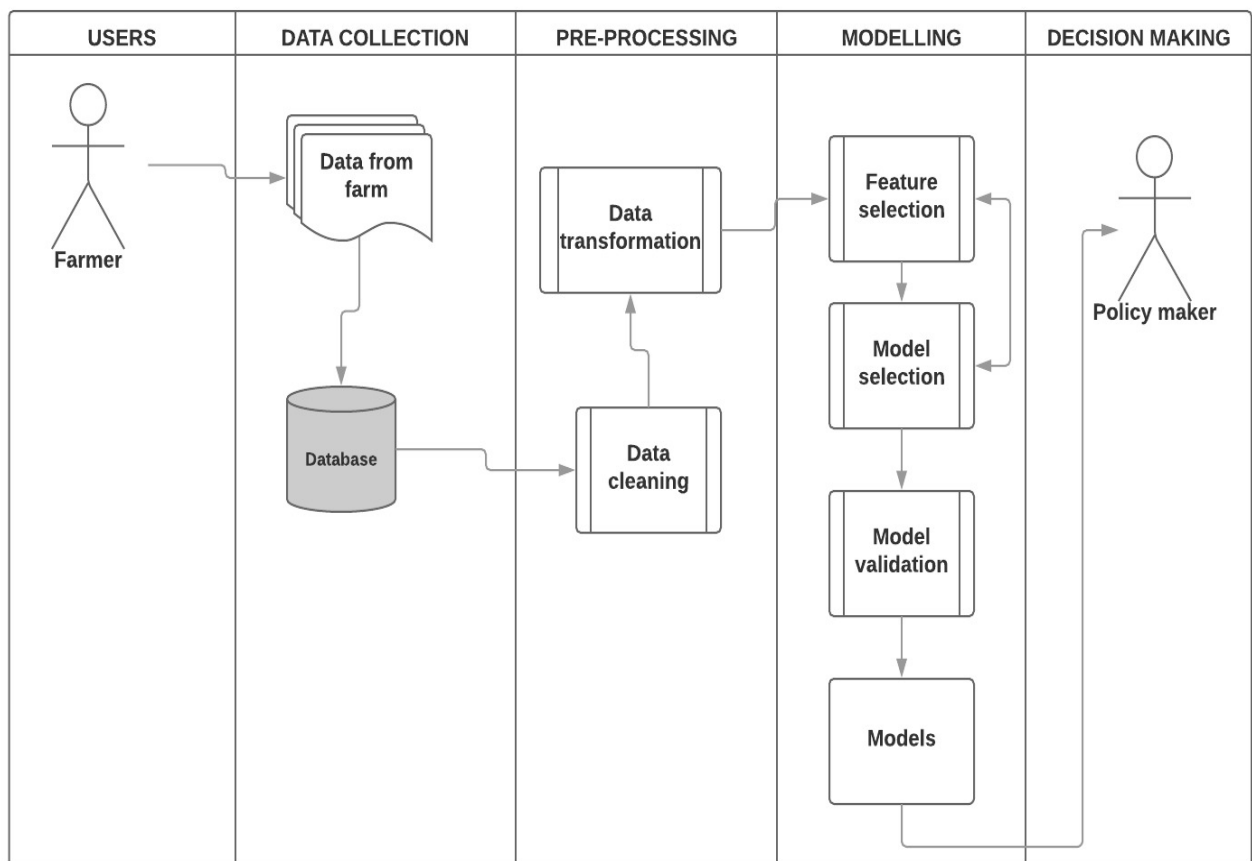 USERS
DATA COLLECTION
PRE-PROCESSING
MODELLING
DECISION MAKING
Farmer
Data from
farm
Database
Data
transformation
Data
cleaning
Feature
selection
Model
selection
Model
validation
Models
Policy maker